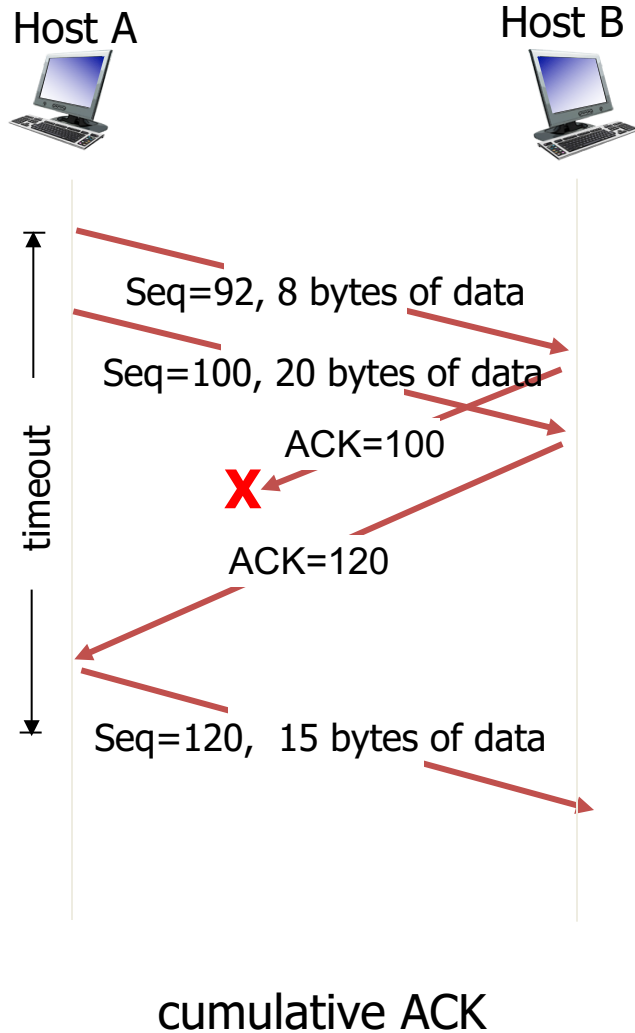 Host A
Host B
Seq=92, 8 bytes of data
Seq=100, 20 bytes of data
ACK=100
X
timeout
ACK=120
Seq=120, 15 bytes of data
cumulative ACK